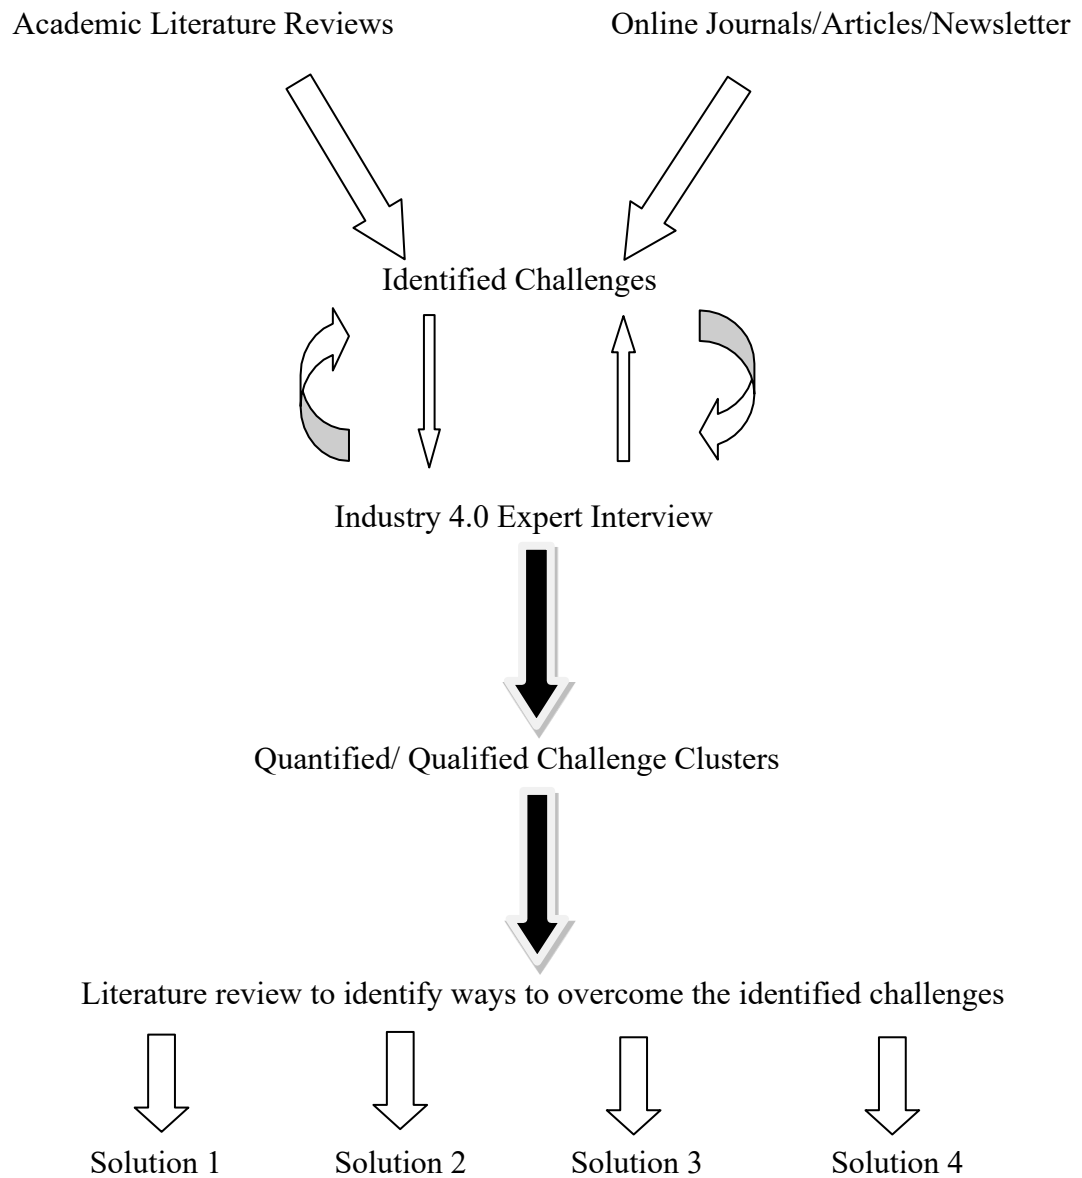 Academic Literature Reviews
Online Journals/Articles/Newsletter
Identified Challenges
Industry 4.0 Expert Interview
Quantified/ Qualified Challenge Clusters
Literature review to identify ways to overcome the identified challenges
Solution 1
Solution 2
Solution 3
Solution 4